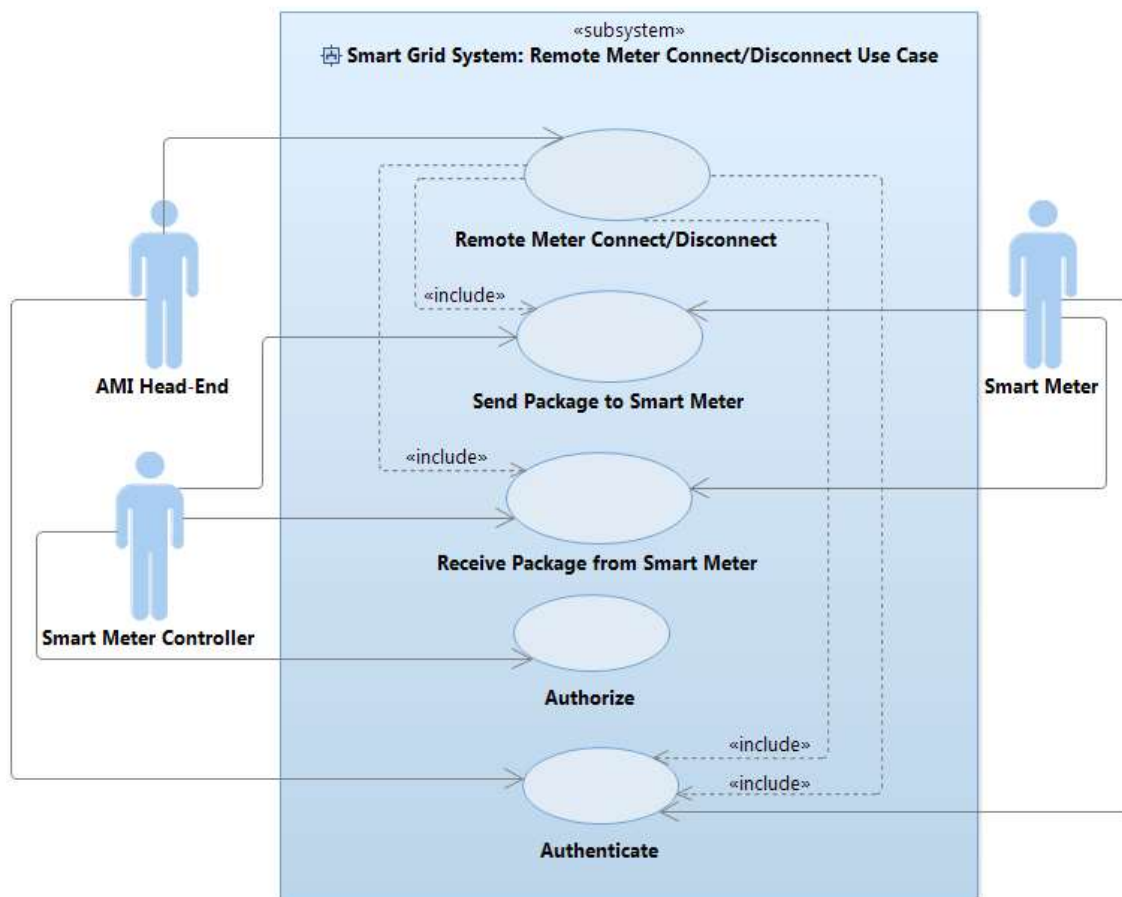 «subsystem»
Smart Grid System: Remote Meter Connect/Disconnect Use Case
Remote Meter Connect/Disconnect
«include»
Send Package to Smart Meter
AMI Head-End
Smart Meter
«include»
Receive Package from Smart Meter
Smart Meter Controller
Authorize
«include»
«include»
Authenticate